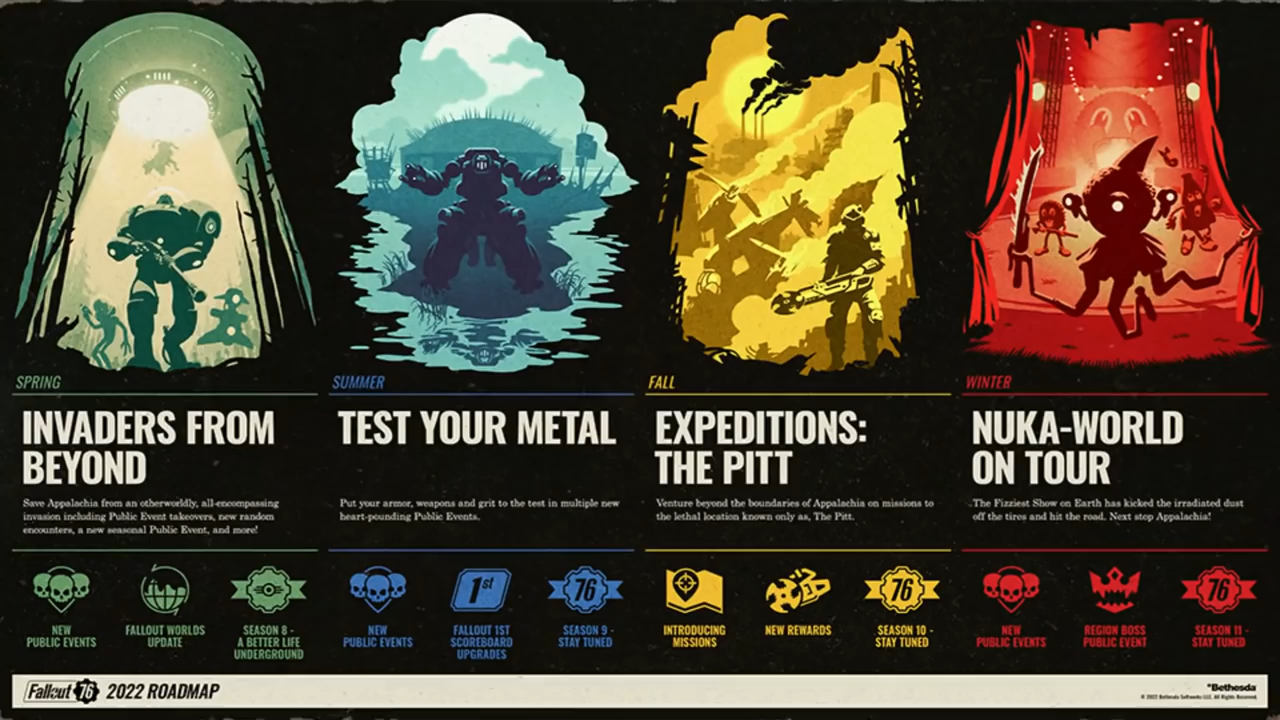 SPRING
INVADERS FROM
BEYOND
Save Appalachia from an otherworldly, all-encompassing
invasion including Public Event takeovers, new random
encounters, a new seasonal Public Event, and more!
NEW
PUBLIC EVENTS
FALLOUT WORLDS
UPDATE
SEASON 8 -
A BETTER LIFE
UNDERGROUND
SUMMER
TEST YOUR METAL
Put your armor, weapons and grit to the test in multiple new
heart-pounding Public Events.
NEW
PUBLIC EVENTS
1st
FALLOUT 1ST
SCOREBOARD
UPGRADES
76
SEASON 9 -
STAY TUNED
FALL
EXPEDITIONS:
THE PITT
Venture beyond the boundaries of Appalachia on missions to
the lethal location known only as, The Pitt.
INTRODUCING
MISSIONS
NEW REWARDS
76
SEASON 10 -
STAY TUNED
WINTER
NUKA-WORLD
ON TOUR
The Fizziest Show on Earth has kicked the irradiated dust
off the tires and hit the road. Next stop Appalachia!
NEW
PUBLIC EVENTS
REGION BOSS
PUBLIC EVENT
76
SEASON 11 -
STAY TUNED
Fallout 76 2022 ROADMAP
Bethesda
© 2022 Bethesda Softworks LLC. All Rights Reserved.